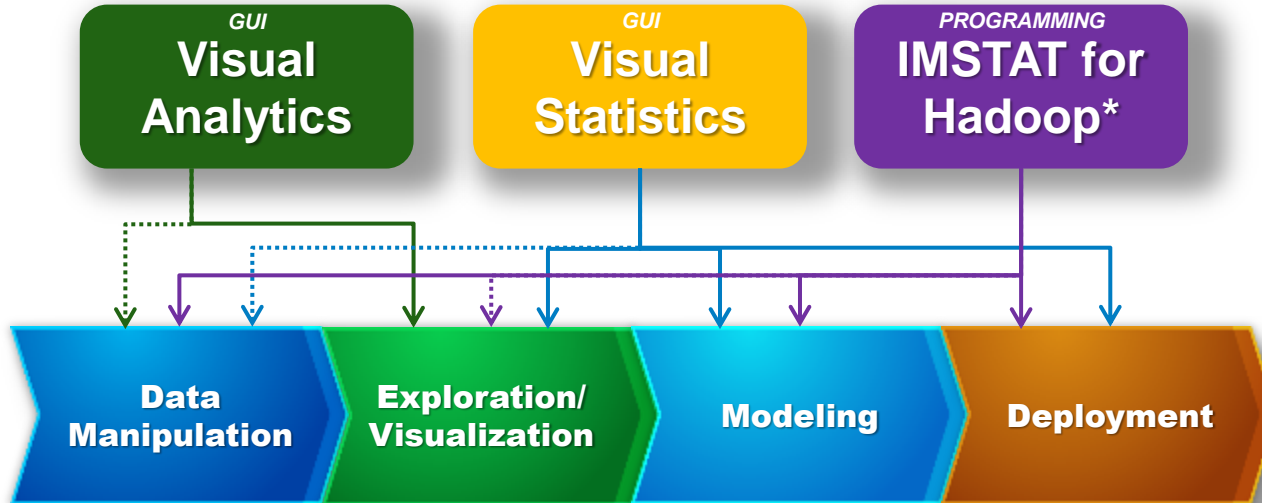 GUI
Visual
Analytics
GUI
Visual
Statistics
PROGRAMMING
IMSTAT for
Hadoop*
Data
Manipulation
Exploration/
Visualization
Modeling
Deployment